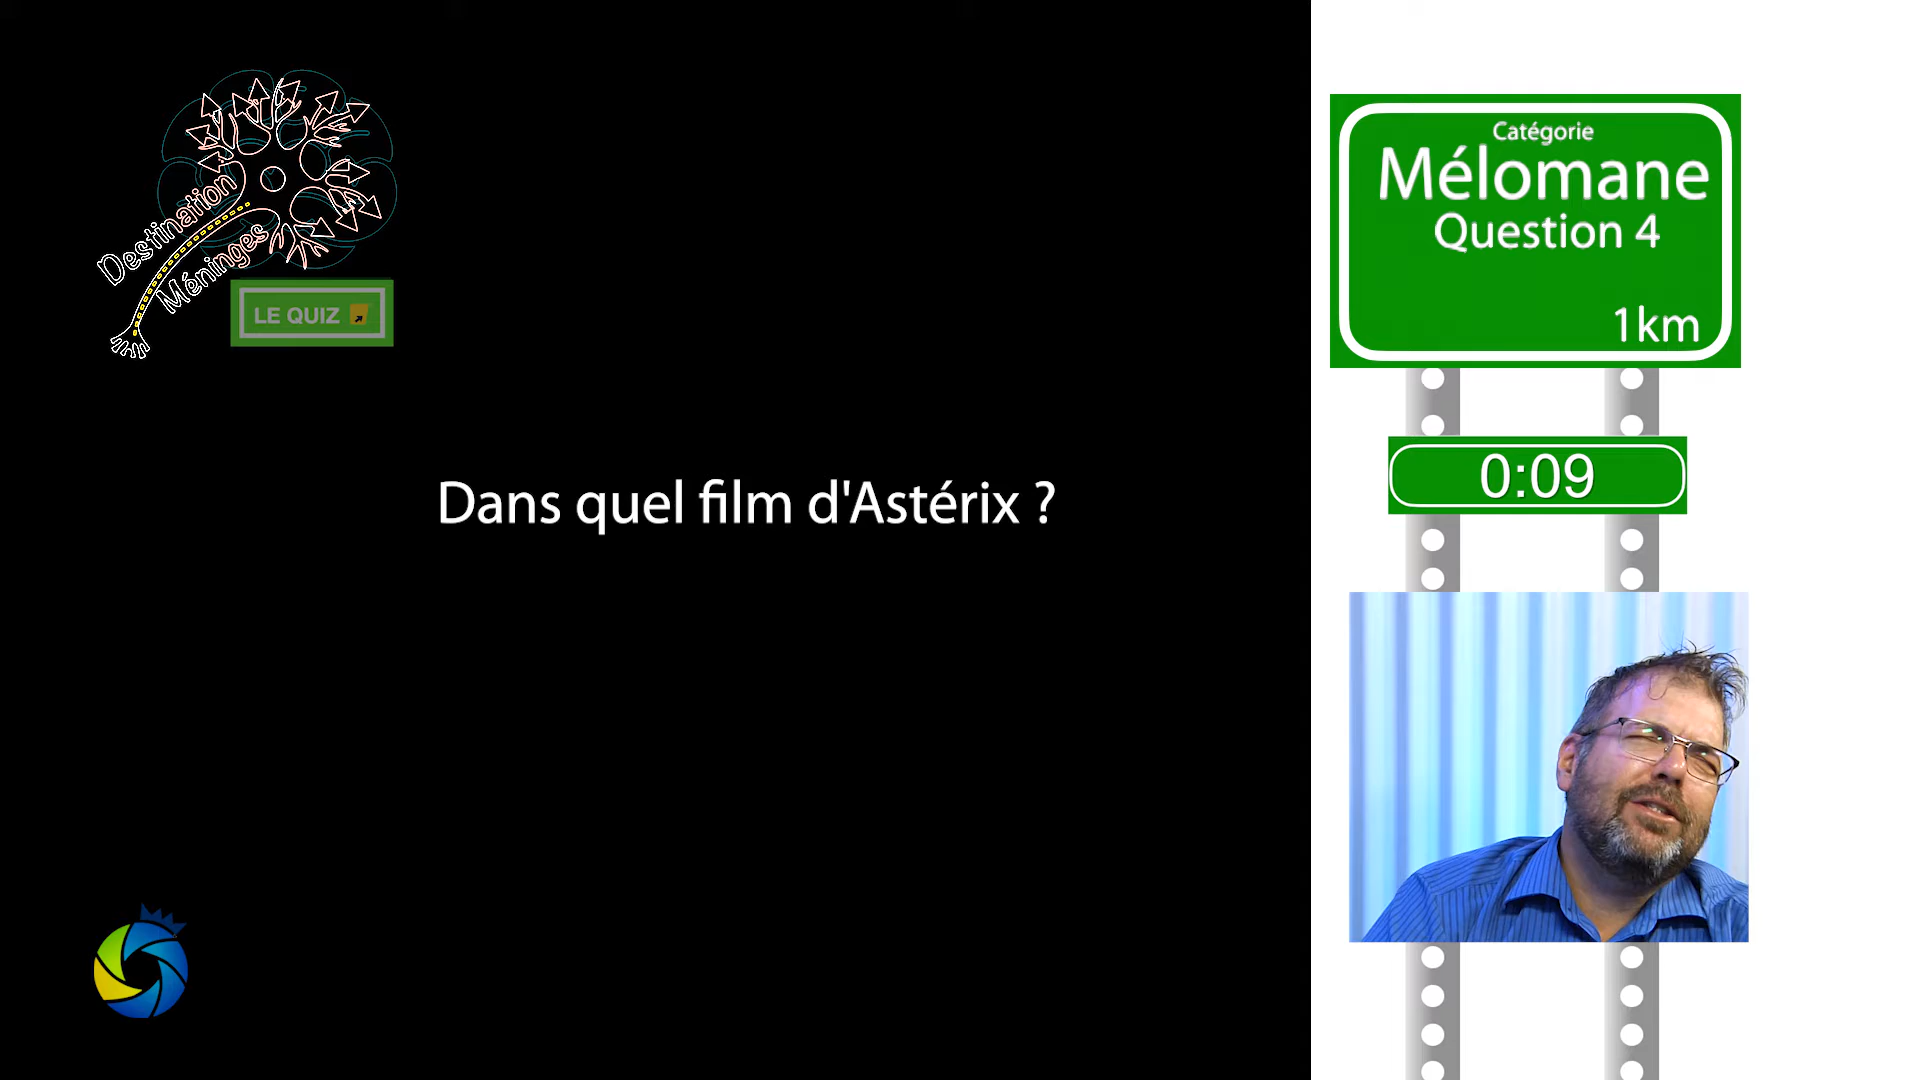 Destination
Méninges
LE QUIZ
Dans quel film d'Astérix ?
Catégorie
Mélomane
Question 4
1km
0:09